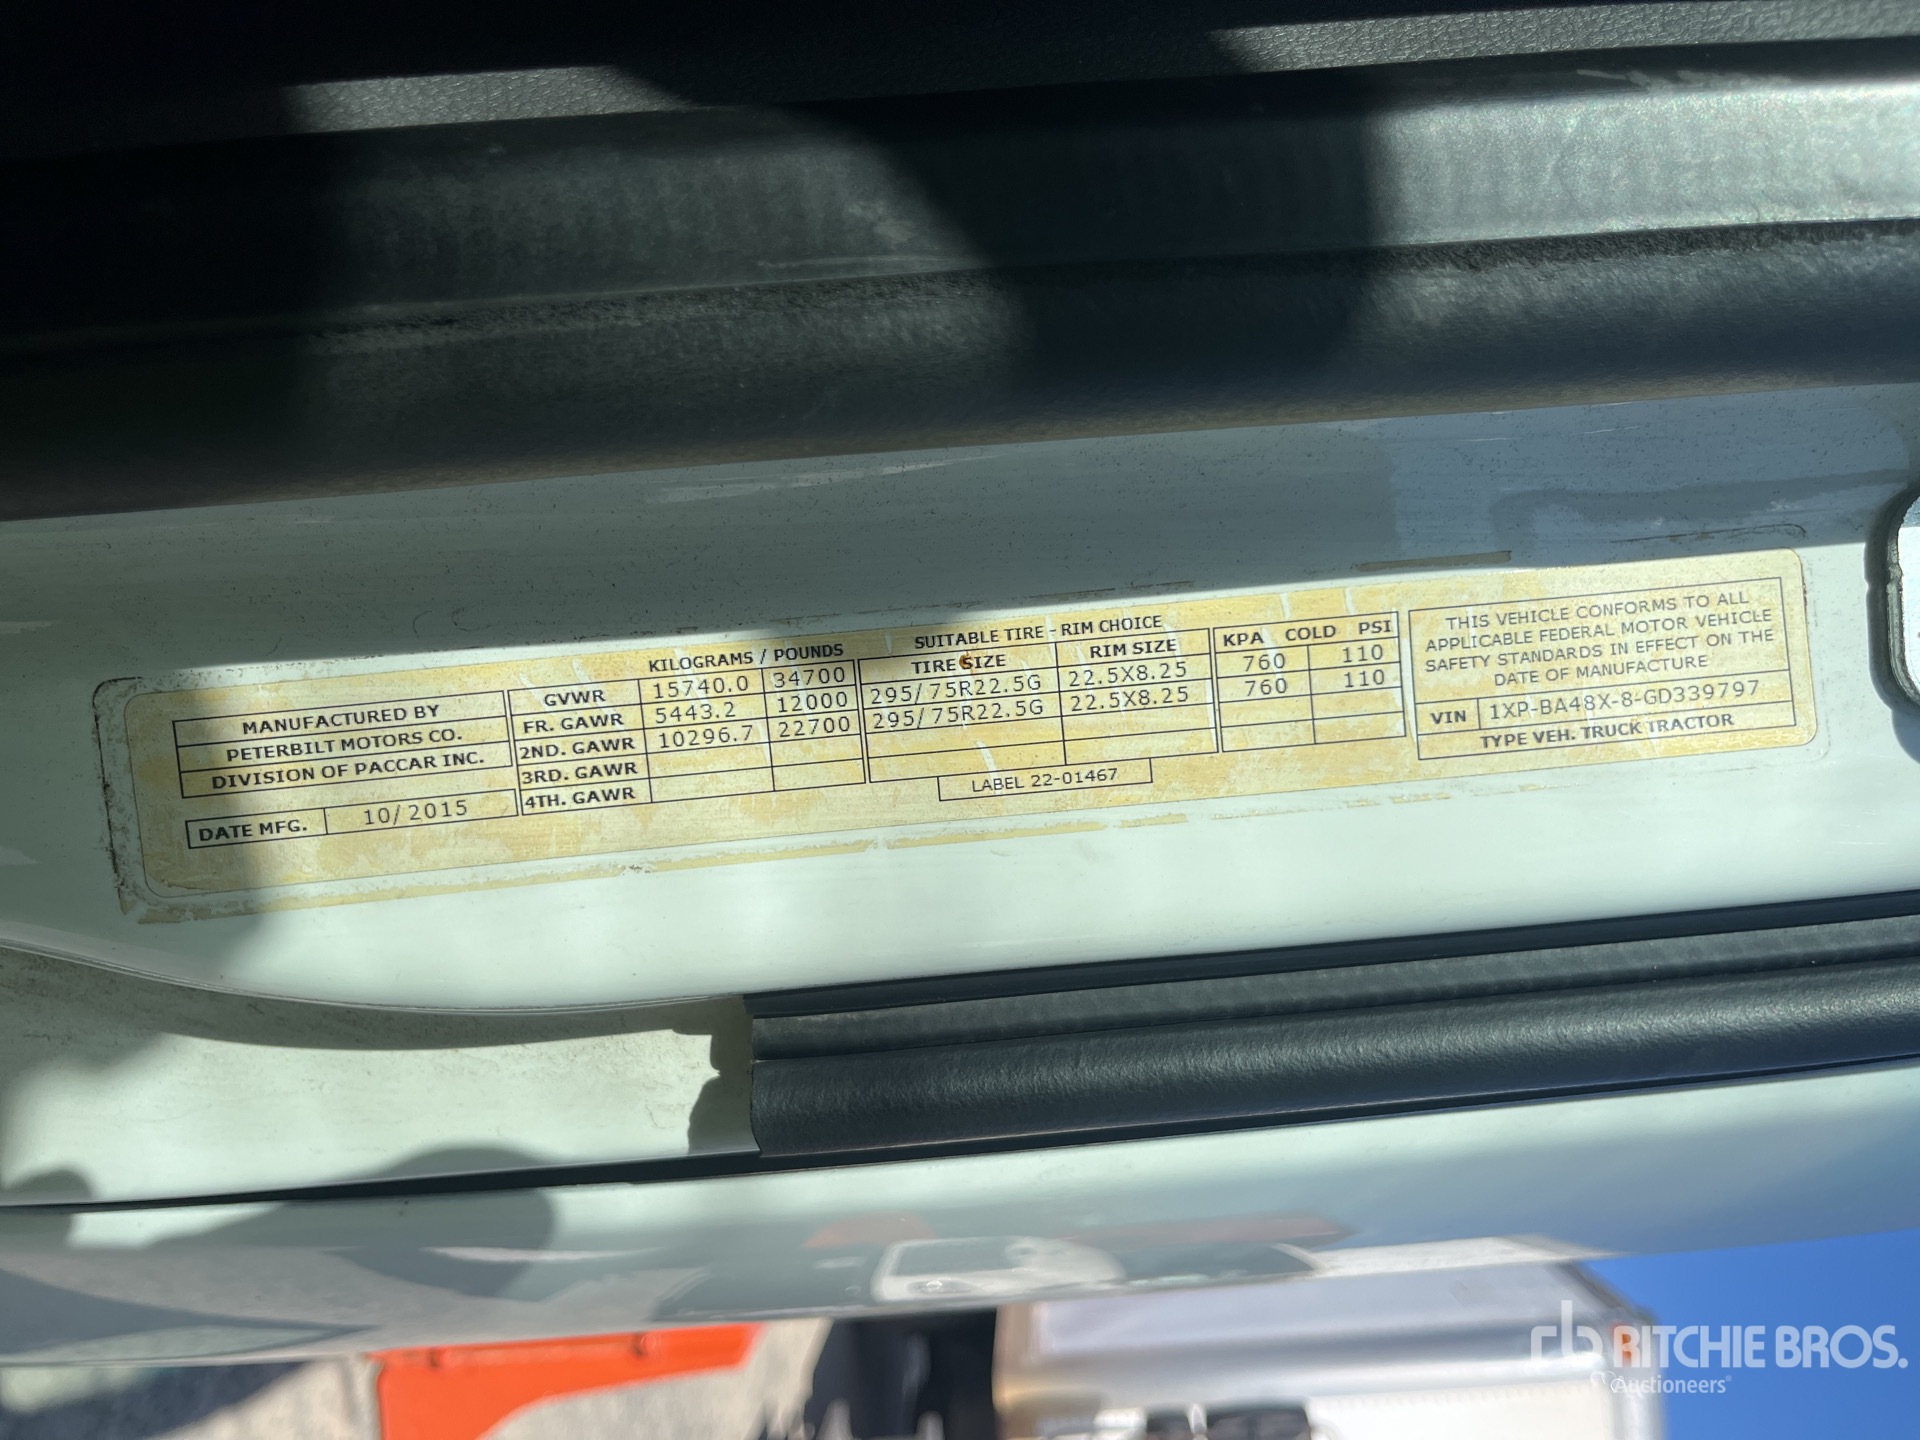 MANUFACTURED BY
PETERBILT MOTORS CO.
DIVISION OF PACCAR INC.
DATE MFG. 10/2015
KILOGRAMS / POUNDS
GVWR 15740.0 34700
FR. GAWR 5443.2 12000
2ND. GAWR 10296.7 22700
3RD. GAWR
4TH. GAWR
SUITABLE TIRE - RIM CHOICE
TIRE SIZE RIM SIZE
295/75R22.5G 22.5X8.25
295/75R22.5G 22.5X8.25
KPA COLD PSI
760 110
760 110
LABEL 22-01467
THIS VEHICLE CONFORMS TO ALL
APPLICABLE FEDERAL MOTOR VEHICLE
SAFETY STANDARDS IN EFFECT ON THE
DATE OF MANUFACTURE
VIN 1XP-BA48X-8-GD339797
TYPE VEH. TRUCK TRACTOR
rb RITCHIE BROS.
Auctioneers